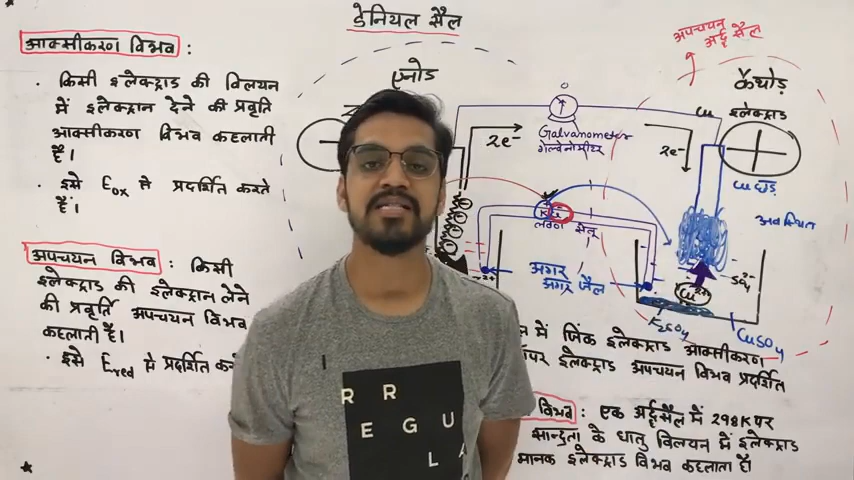 डेनियल सैल
आक्सीकरण विभव :
· किसी इलेक्ट्राड की विलयन
में इलेक्ट्रान देने की प्रवृति
आक्सीकरण विभव कहलाती
है।
· इसे Eox से प्रदर्शित करते
हैं।
अपचयन विभव : किसी
इलेक्ट्राड की इलेक्ट्रान लेने
की प्रवृर्ति अपचयन विभव
कहलाती है।
· इसे Ered से प्रदर्शित
एनोड
Z
O
Galvanometer
गेल्वेनोमीटर
2e-
2e-
अपचयन
अर्द्ध सैल
कैथोड़
Cu
इलेक्ट्राड
Cu छड़
लवण सेतु
अगर
अगर जैल
SO₄²⁻
Cu²⁺
K₂SO₄
CuSO₄
में जिंक इलेक्ट्राड आक्सीकरण
कॉपर इलेक्ट्राड अपचयन विभव प्रदर्शित
विभव : एक अर्द्धसैल में 298K पर
सान्द्रता के धातु विलयन में इलेक्ट्राड
मानक इलेक्ट्राड विभव कहलाता है।
R R
E G U
L A